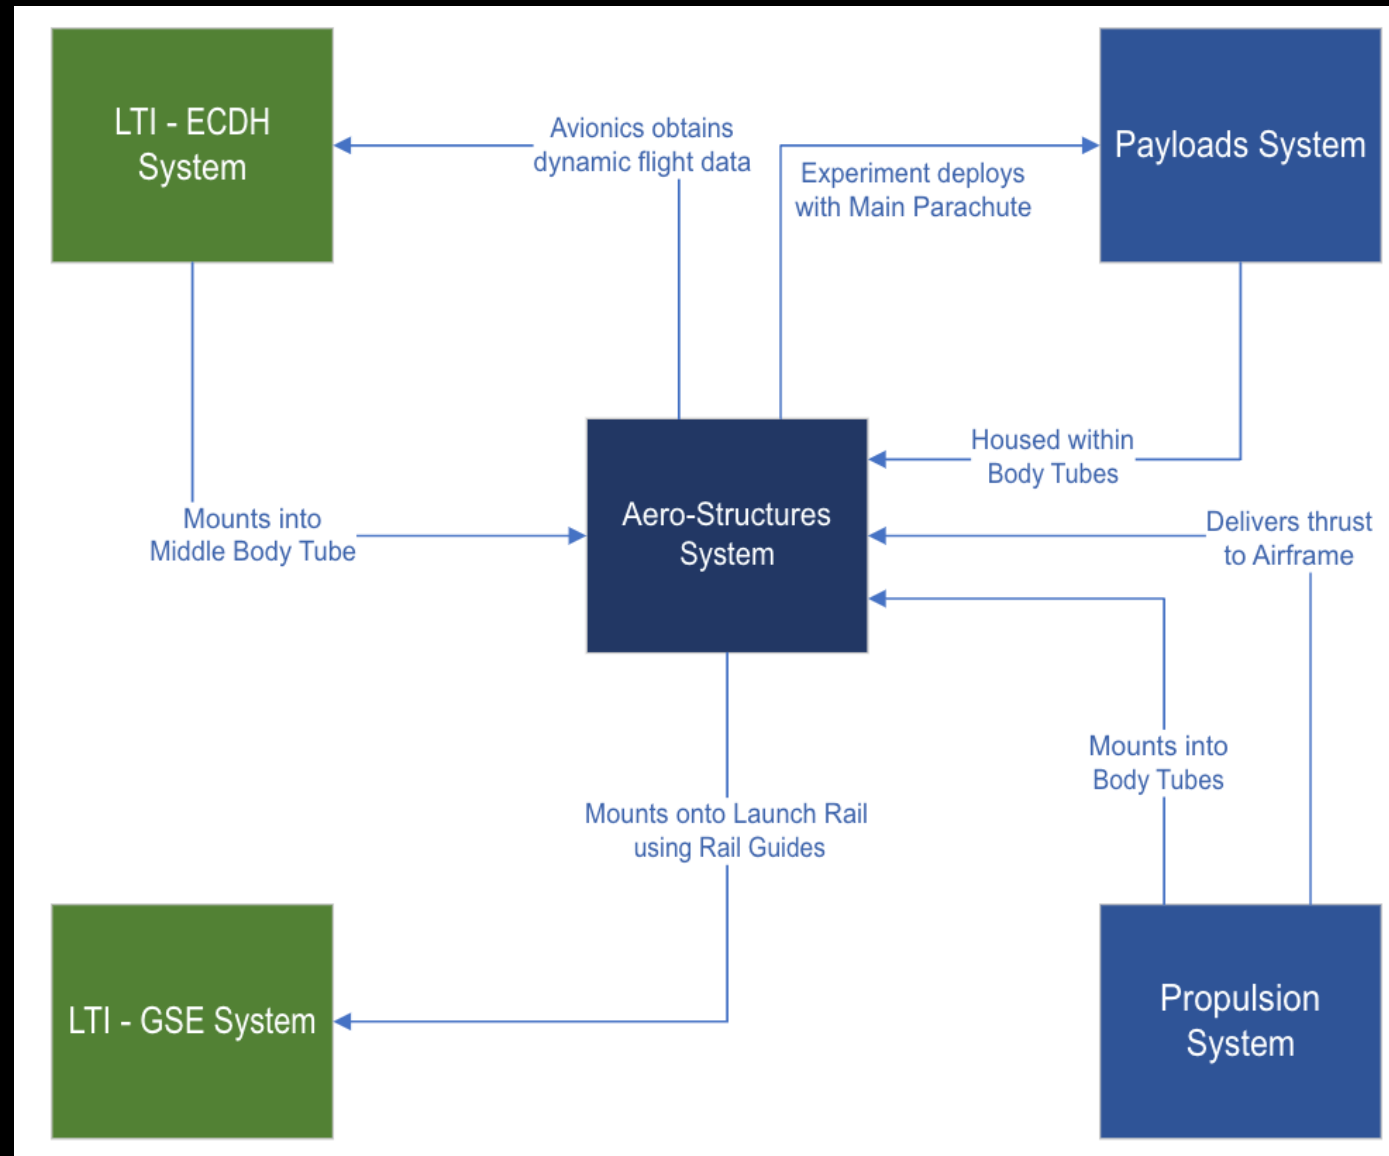 LTI - ECDH
System
Avionics obtains
dynamic flight data
Experiment deploys
with Main Parachute
Payloads System
Housed within
Body Tubes
Mounts into
Middle Body Tube
Aero-Structures
System
Delivers thrust
to Airframe
Mounts into
Body Tubes
Mounts onto Launch Rail
using Rail Guides
LTI - GSE System
Propulsion
System